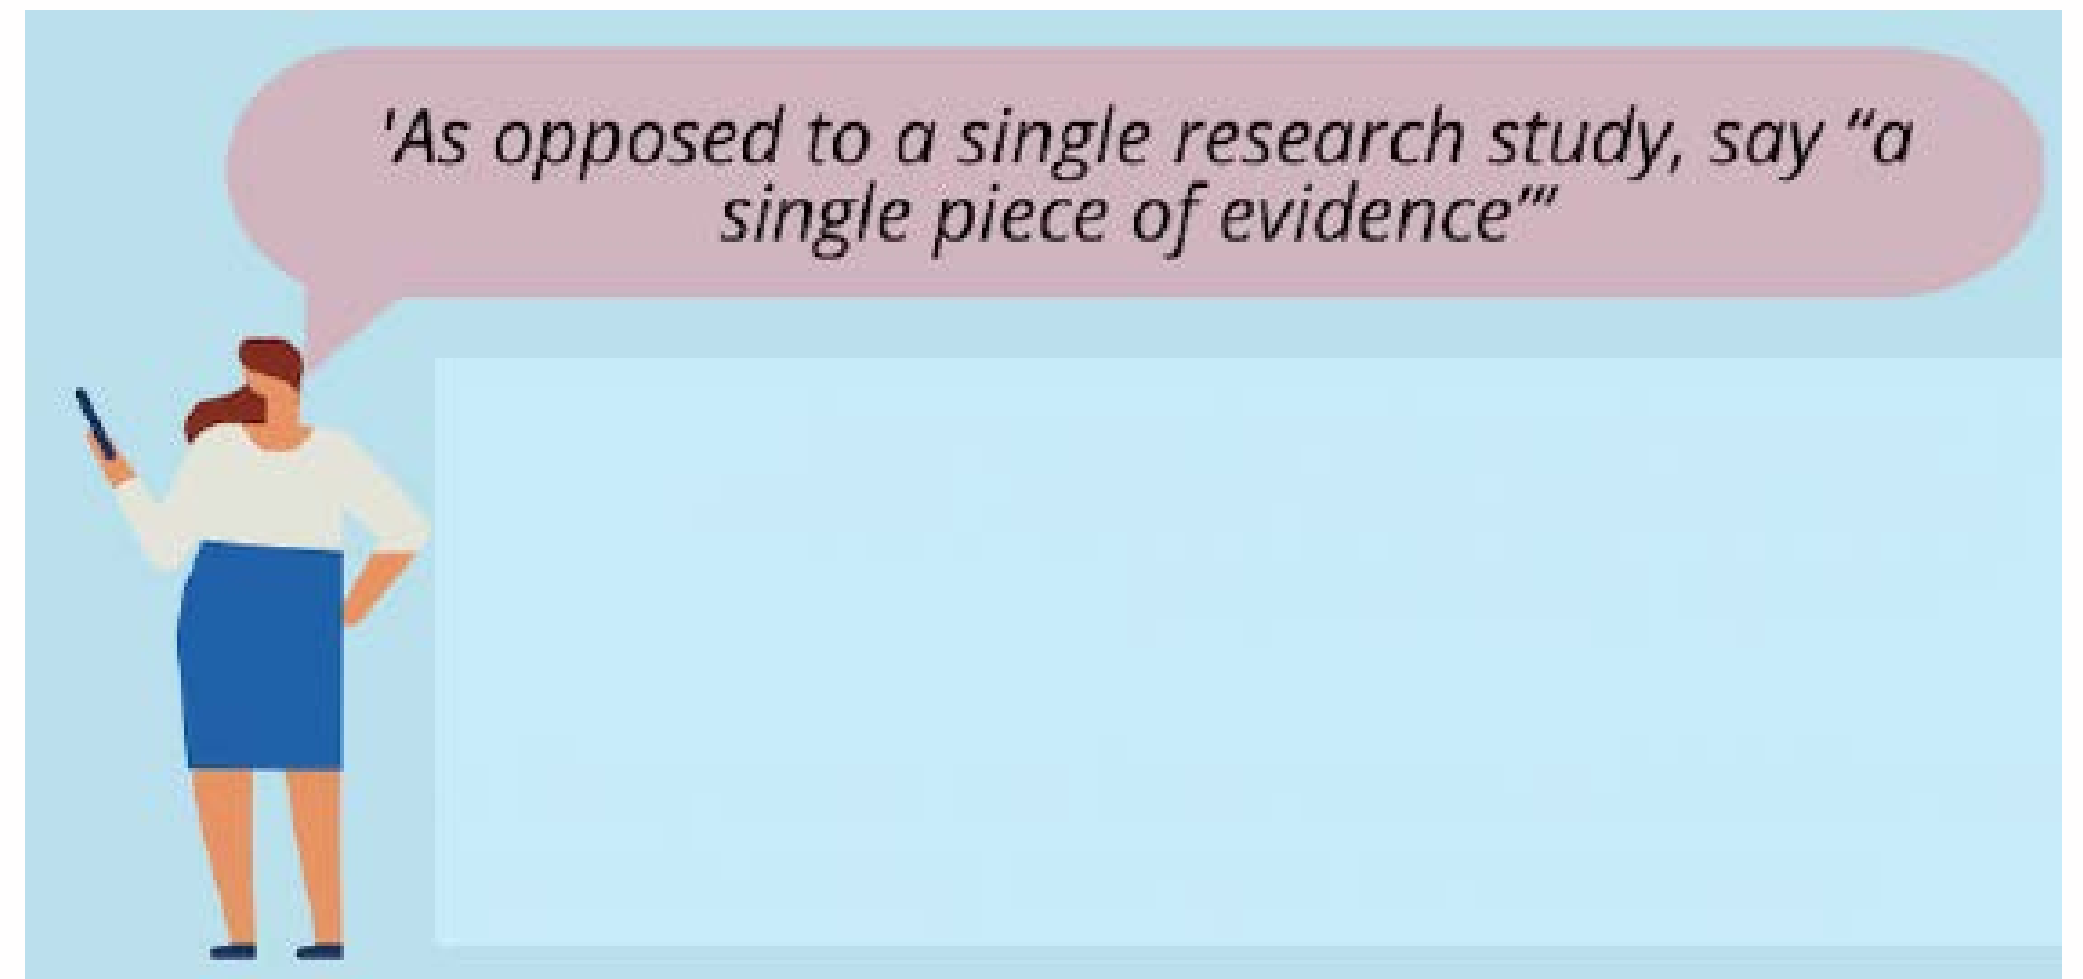 'As opposed to a single research study, say “a
single piece of evidence”'